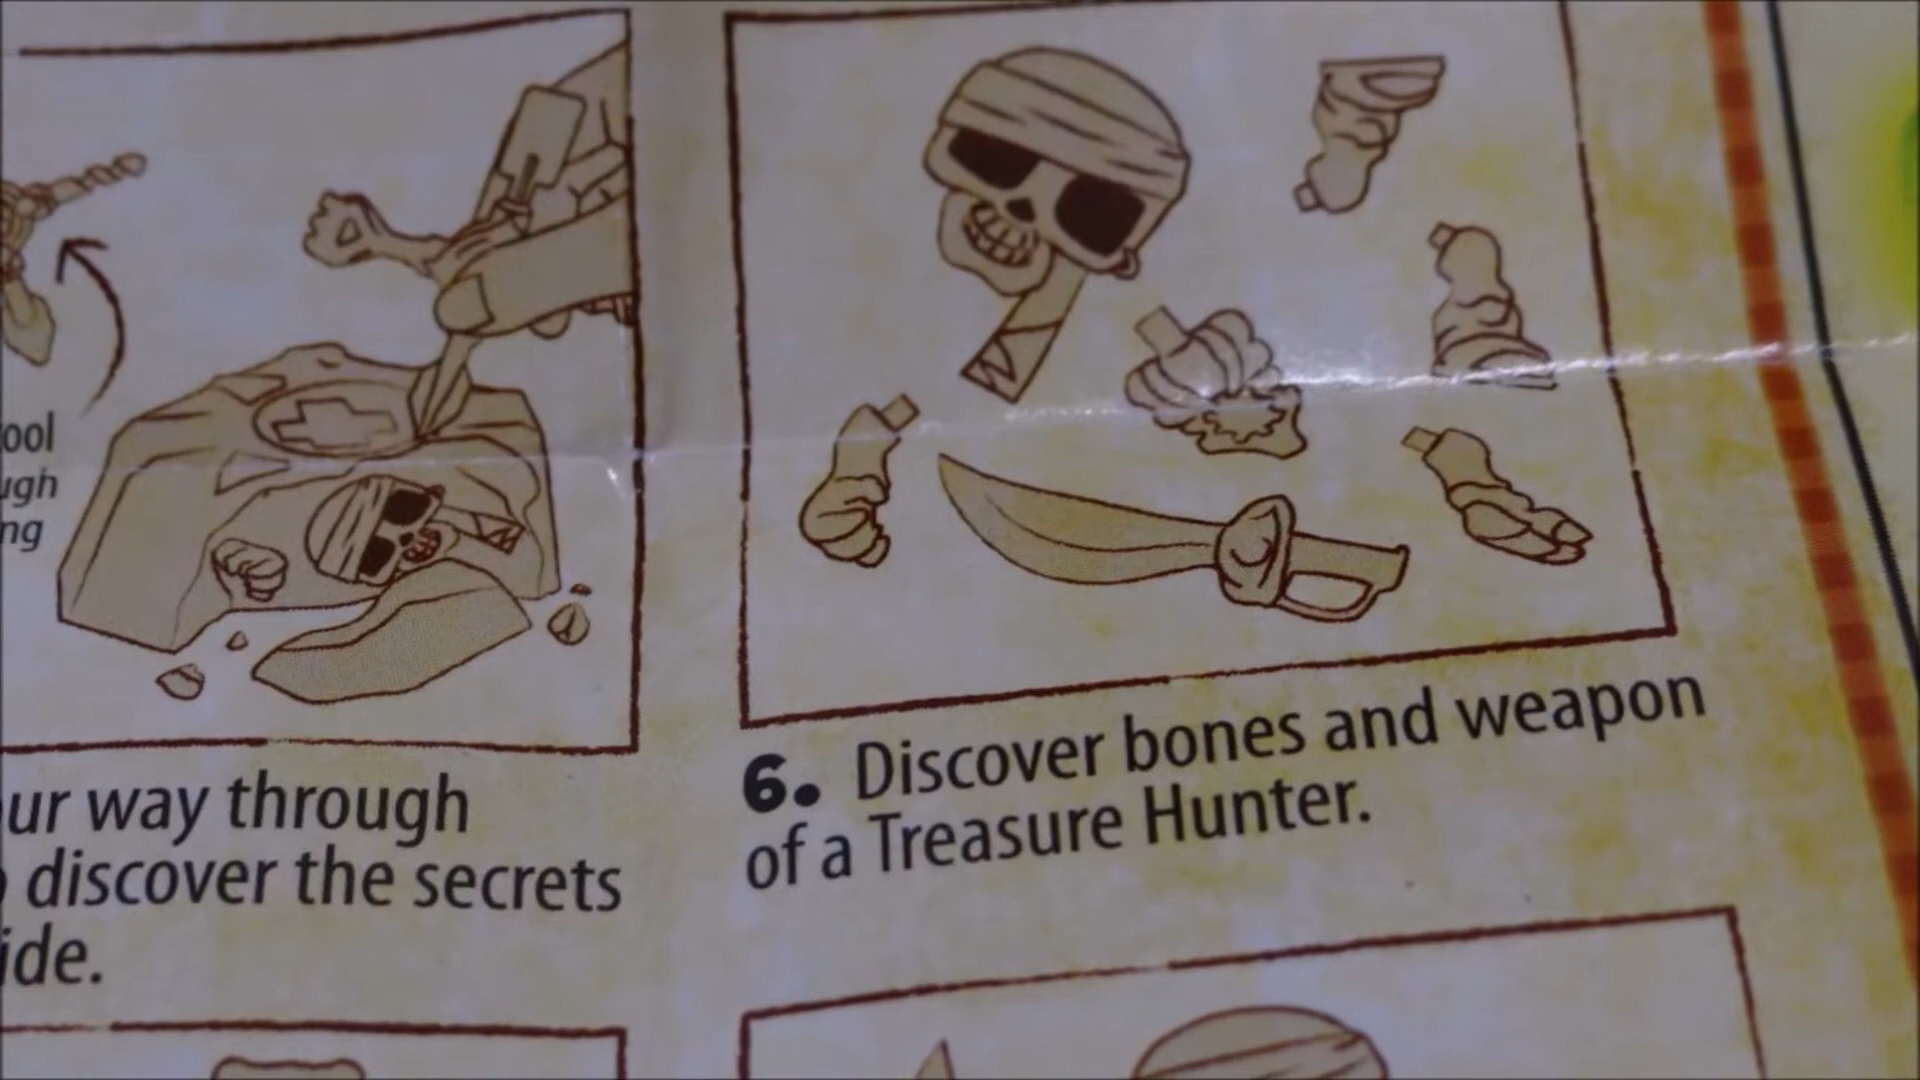 ool
ugh
ng
ur way through
discover the secrets
ide.
6. Discover bones and weapon
of a Treasure Hunter.